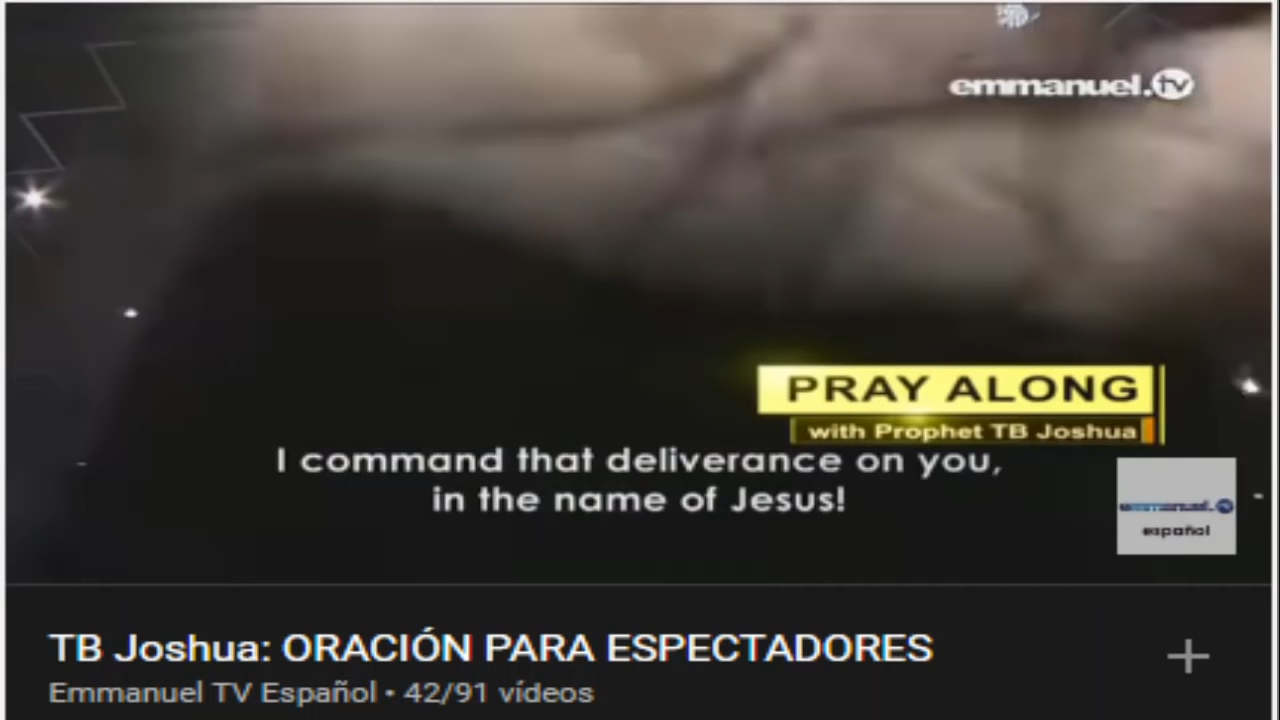 emmanuel.tv
PRAY ALONG
with Prophet TB Joshua
I command that deliverance on you,
in the name of Jesus!
emmanuel.tv
español
TB Joshua: ORACIÓN PARA ESPECTADORES
Emmanuel TV Español • 42/91 vídeos